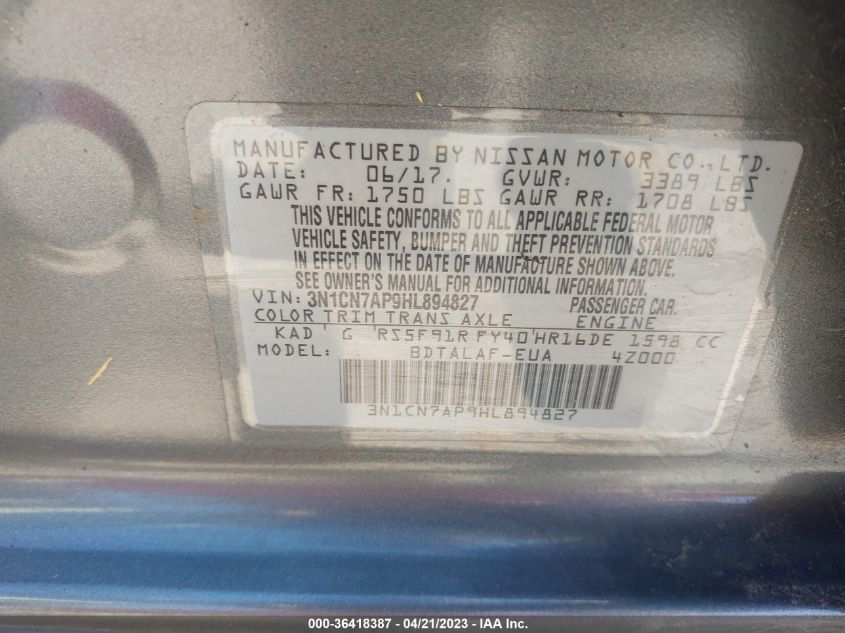 MANUFACTURED BY NISSAN MOTOR CO., LTD.
DATE: 06/17. GVWR: 3389 LBS
GAWR FR: 1750 LBS GAWR RR: 1708 LBS
THIS VEHICLE CONFORMS TO ALL APPLICABLE FEDERAL MOTOR
VEHICLE SAFETY, BUMPER AND THEFT PREVENTION STANDARDS
IN EFFECT ON THE DATE OF MANUFACTURE SHOWN ABOVE.
SEE OWNER'S MANUAL FOR ADDITIONAL INFORMATION.
VIN: 3N1CN7AP9HL894827 PASSENGER CAR.
COLOR TRIM TRANS AXLE ENGINE
KAD ' G 'RS5F91R FY40'HR16DE 1598 CC
MODEL: BDTALAF-EUA 4Z000
3N1CN7AP9HL894827
000-36418387 - 04/21/2023 - IAA Inc.